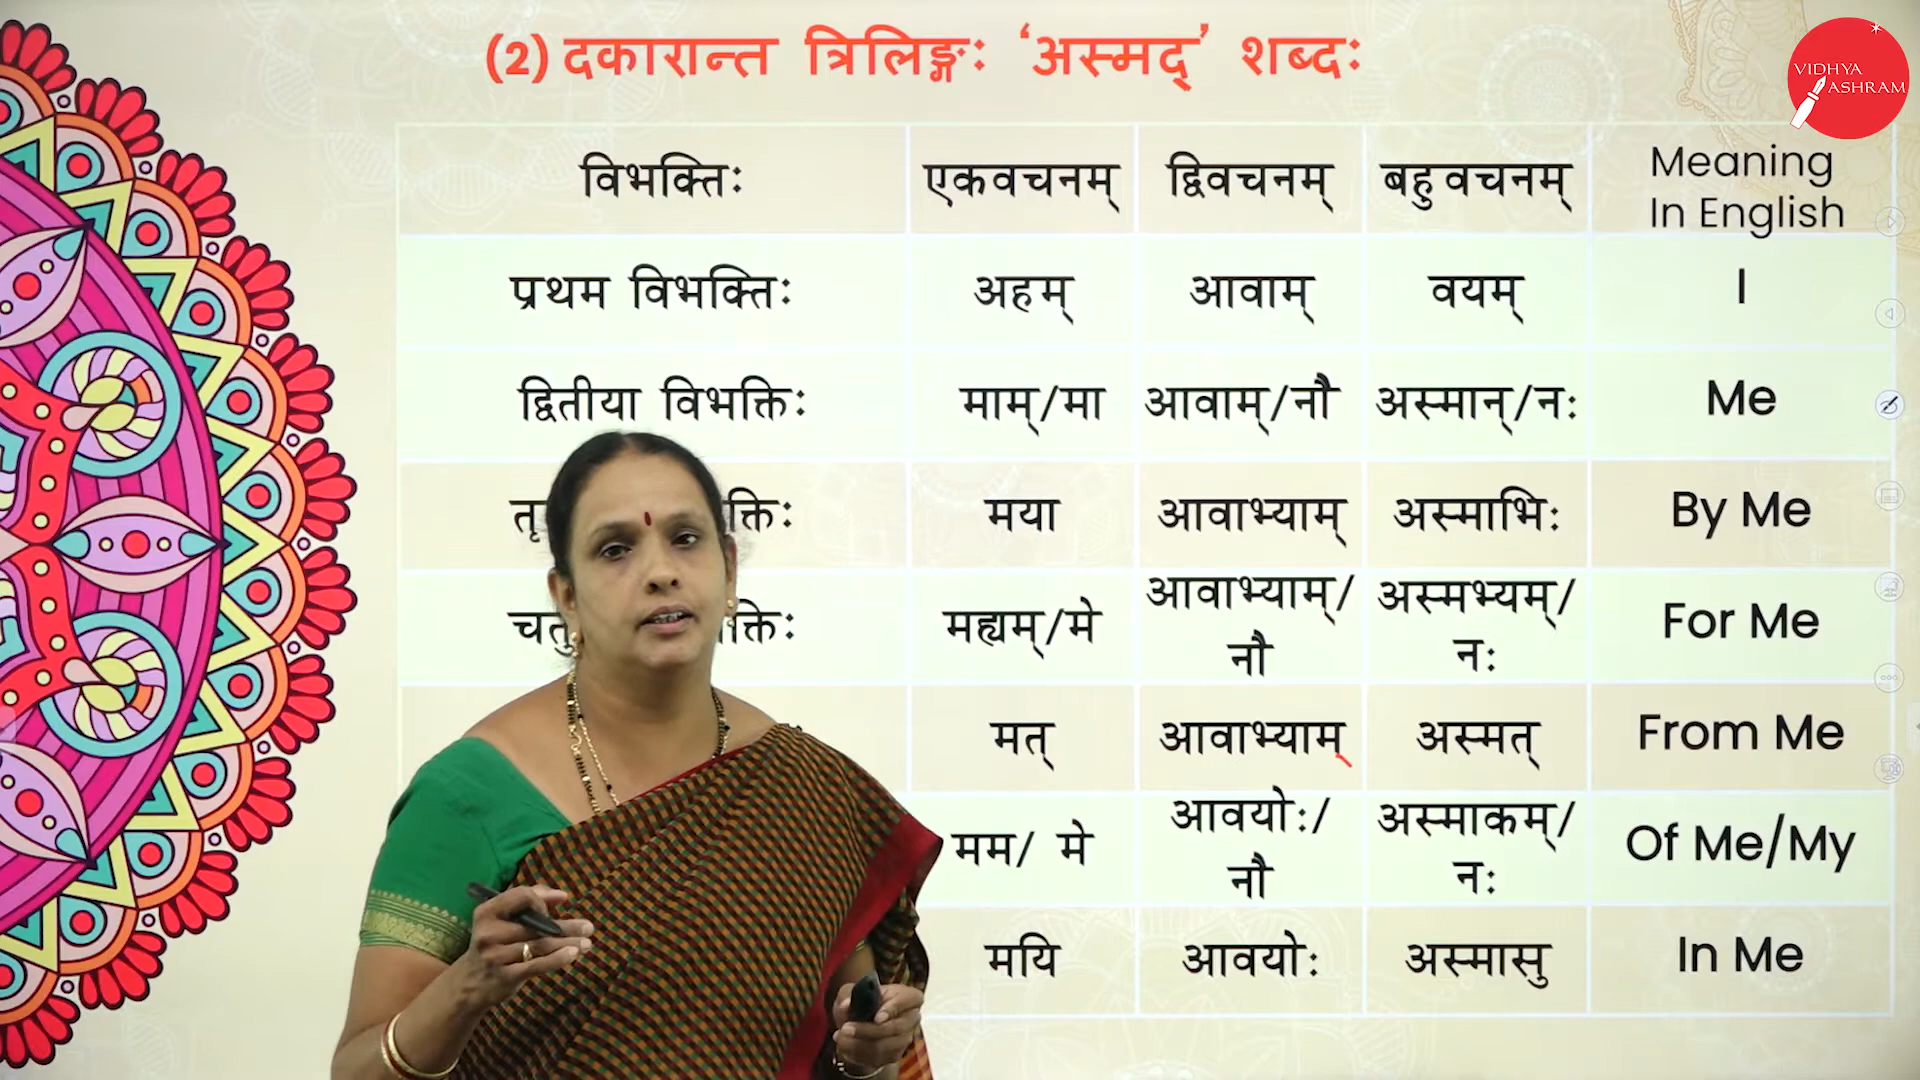 (2) दकारान्त त्रिलिङ्गः ‘अस्मद्’ शब्दः
VIDHYA
ASHRAM
विभक्तिः एकवचनम् द्विवचनम् बहुवचनम् Meaning
In English
प्रथम विभक्तिः अहम् आवाम् वयम् I
द्वितीया विभक्तिः माम्/मा आवाम्/नौ अस्मान्/नः Me
मया आवाभ्याम् अस्माभिः By Me
मह्यम्/मे आवाभ्याम्/ अस्मभ्यम्/ For Me
नौ नः
मत् आवाभ्याम् अस्मत् From Me
मम/ मे आवयोः/ अस्माकम्/ Of Me/My
नौ नः
मयि आवयोः अस्मासु In Me